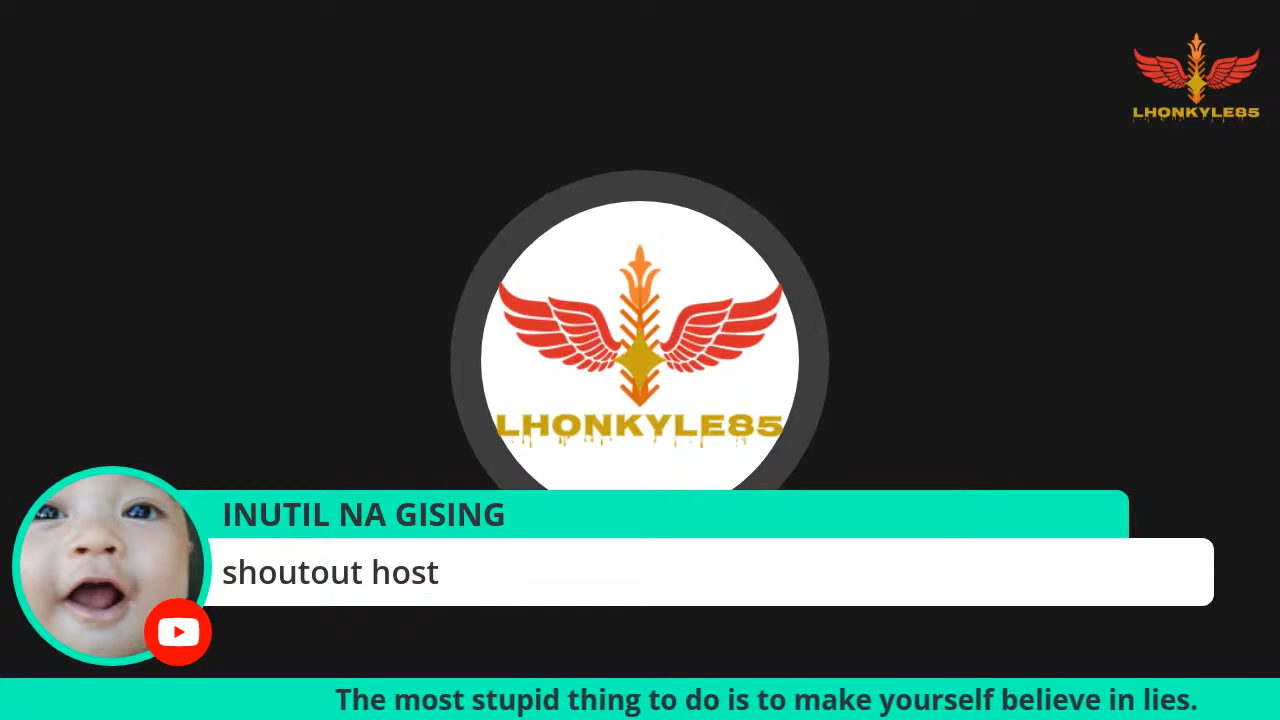 LHONKYLE85
LHONKYLE85
INUTIL NA GISING
shoutout host
The most stupid thing to do is to make yourself believe in lies.